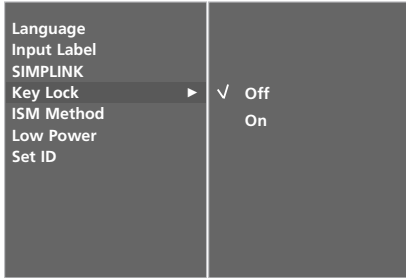 Language
Input Label
SIMPLINK
Key Lock ►
ISM Method
Low Power
Set ID
√ Off
On